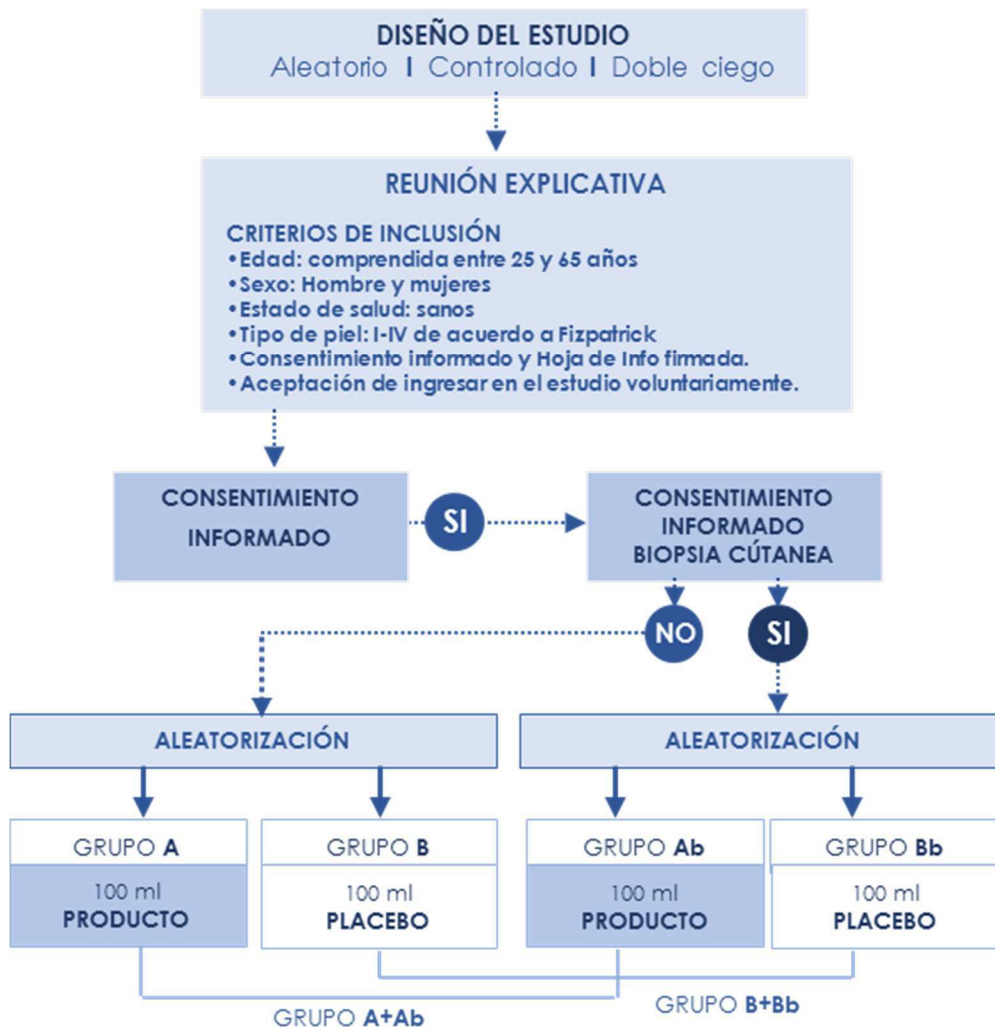 DISEÑO DEL ESTUDIO
Aleatorio I Controlado I Doble ciego
REUNIÓN EXPLICATIVA
CRITERIOS DE INCLUSIÓN
•Edad: comprendida entre 25 y 65 años
•Sexo: Hombre y mujeres
•Estado de salud: sanos
•Tipo de piel: I-IV de acuerdo a Fizpatrick
•Consentimiento informado y Hoja de Info firmada.
•Aceptación de ingresar en el estudio voluntariamente.
CONSENTIMIENTO
INFORMADO
SI
CONSENTIMIENTO
INFORMADO
BIOPSIA CÚTANEA
NO
SI
ALEATORIZACIÓN
ALEATORIZACIÓN
GRUPO A
100 ml
PRODUCTO
GRUPO B
100 ml
PLACEBO
GRUPO Ab
100 ml
PRODUCTO
GRUPO Bb
100 ml
PLACEBO
GRUPO A+Ab
GRUPO B+Bb